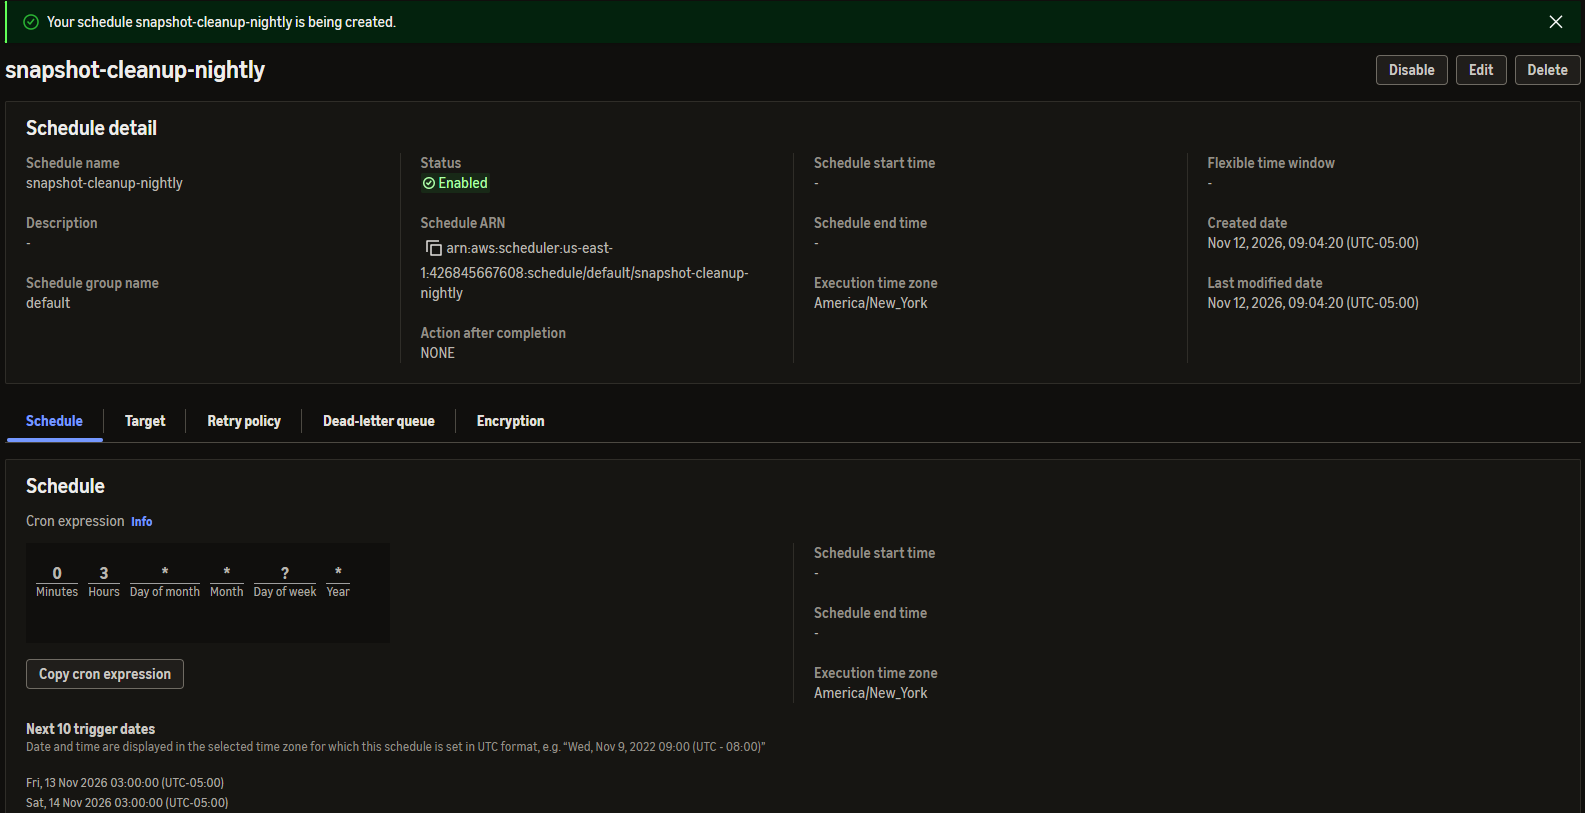 Your schedule snapshot-cleanup-nightly is being created.
snapshot-cleanup-nightly
Disable
Edit
Delete
Schedule detail
Schedule name
snapshot-cleanup-nightly
Description
-
Schedule group name
default
Status
Enabled
Schedule ARN
arn:aws:scheduler:us-east-
1:426845667608:schedule/default/snapshot-cleanup-
nightly
Action after completion
NONE
Schedule start time
-
Schedule end time
-
Execution time zone
America/New_York
Flexible time window
-
Created date
Nov 12, 2026, 09:04:20 (UTC-05:00)
Last modified date
Nov 12, 2026, 09:04:20 (UTC-05:00)
Schedule
Target
Retry policy
Dead-letter queue
Encryption
Schedule
Cron expression Info
0 3 * * ? *
Minutes Hours Day of month Month Day of week Year
Copy cron expression
Schedule start time
-
Schedule end time
-
Execution time zone
America/New_York
Next 10 trigger dates
Date and time are displayed in the selected time zone for which this schedule is set in UTC format, e.g. “Wed, Nov 9, 2022 09:00 (UTC - 08:00)”
Fri, 13 Nov 2026 03:00:00 (UTC-05:00)
Sat, 14 Nov 2026 03:00:00 (UTC-05:00)